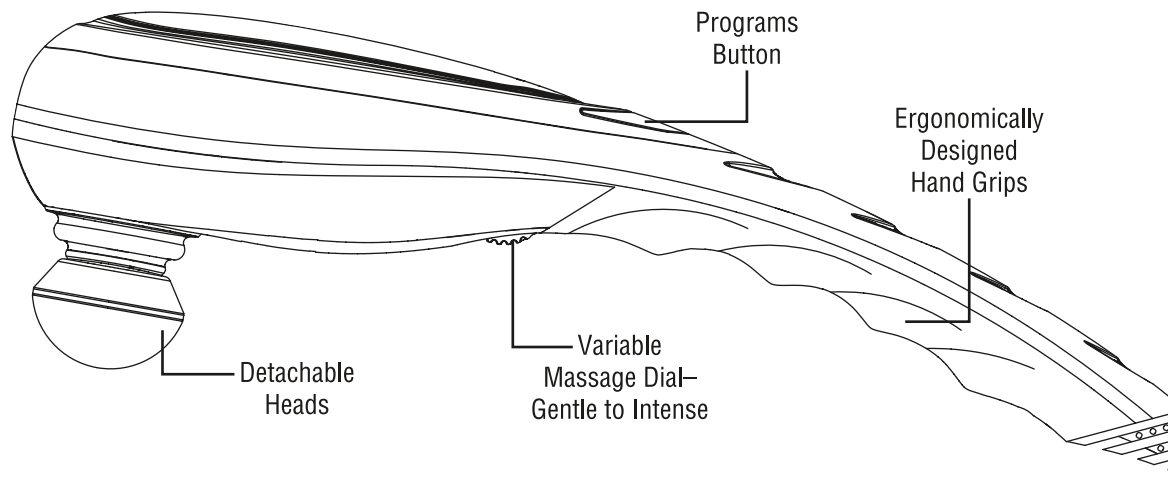 Programs
Button
Ergonomically
Designed
Hand Grips
Variable
Massage Dial–
Gentle to Intense
Detachable
Heads